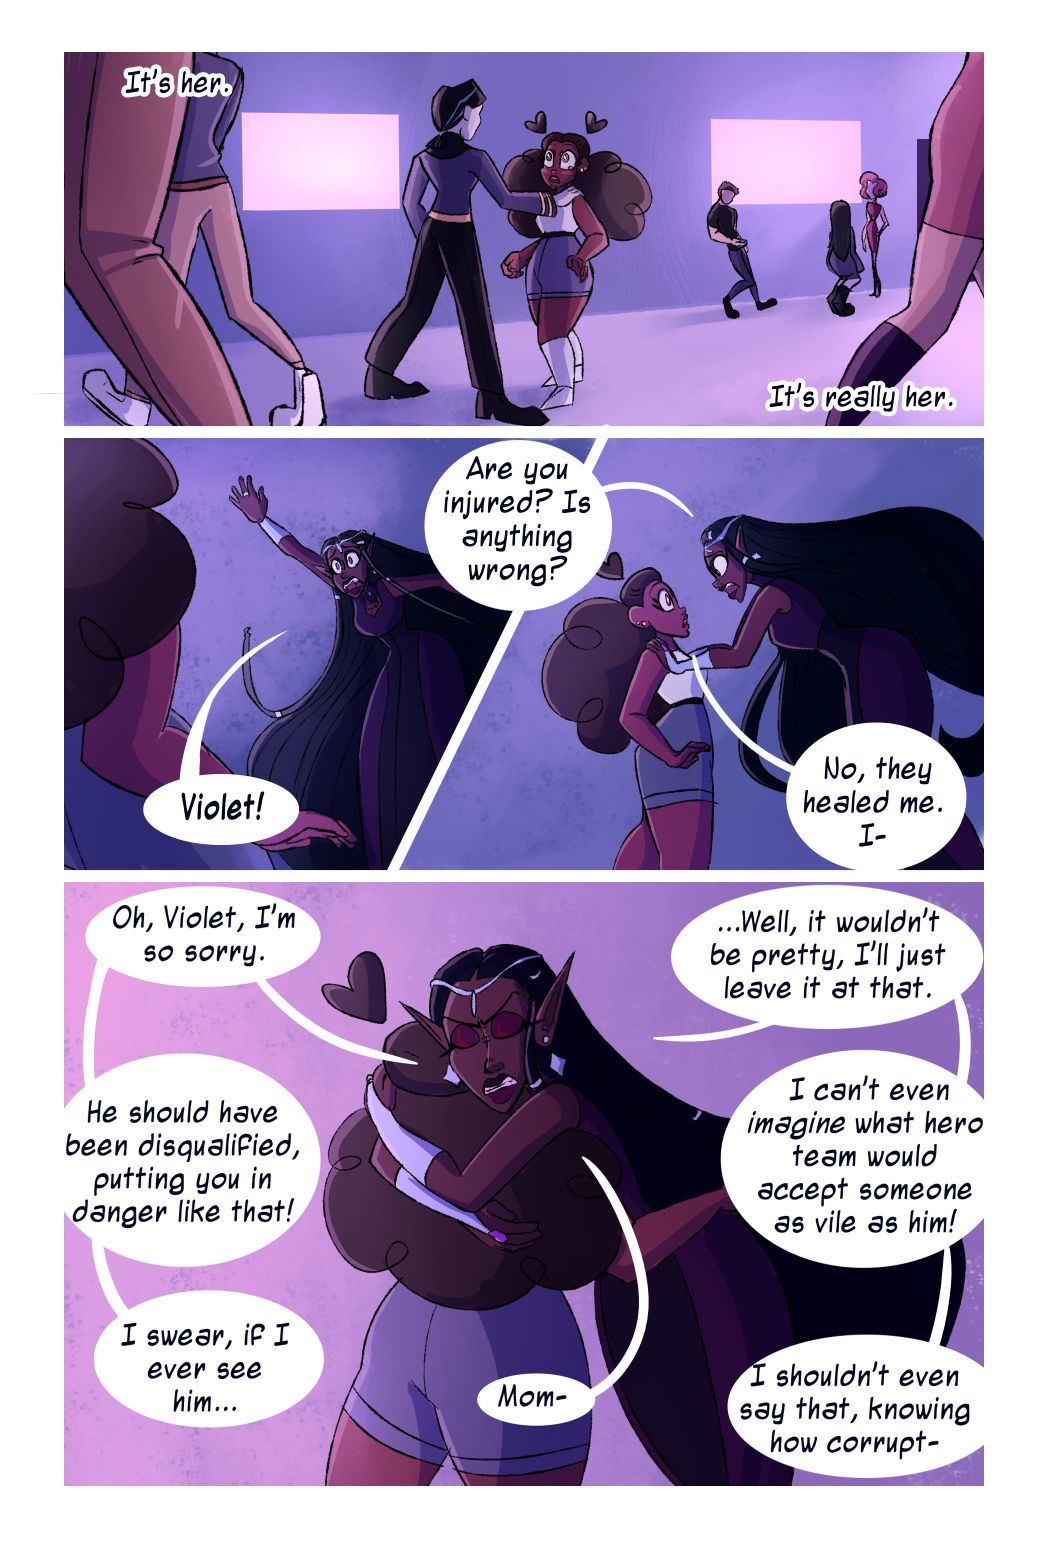 It's her.
It's really her.
Violet!
Are you
injured? Is
anything
wrong?
No, they
healed me.
I-
Oh, Violet, I'm
so sorry.
He should have
been disqualified,
putting you in
danger like that!
I swear, if I
ever see
him...
...Well, it wouldn't
be pretty, I'll just
leave it at that.
I can't even
imagine what hero
team would
accept someone
as vile as him!
I shouldn't even
say that, knowing
how corrupt-
Mom-